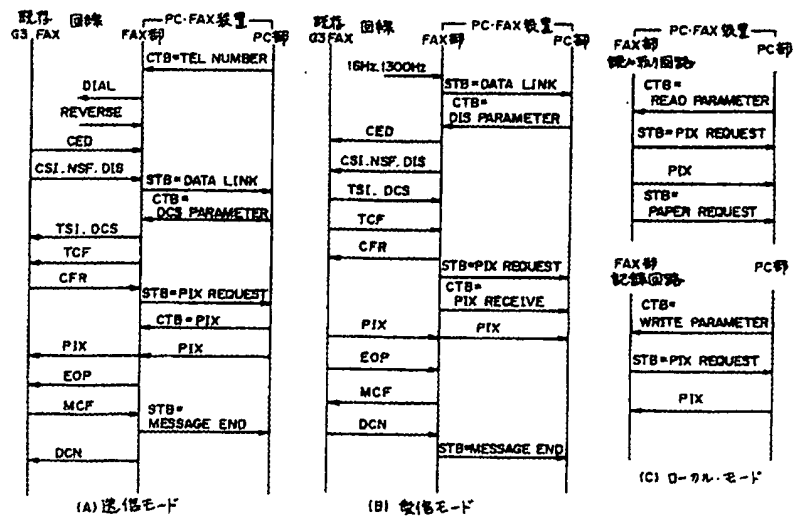 既存 回線
G3 FAX
PC・FAX装置
FAX部
PC部
CTB=TEL NUMBER
DIAL
REVERSE
CED
CSI.NSF.DIS
STB=DATA LINK
CTB=
DCS PARAMETER
TSI.DCS
TCF
CFR
STB=PIX REQUEST
CTB=PIX
PIX
PIX
EOP
MCF
STB=
MESSAGE END
DCN
(A)送信モード
既存 回線
G3 FAX
PC・FAX装置
FAX部
PC部
16Hz.1300Hz
STB=DATA LINK
CTB=
DIS PARAMETER
CED
CSI.NSF.DIS
TSI.DCS
TCF
CFR
STB=PIX REQUEST
CTB=
PIX RECEIVE
PIX
PIX
EOP
MCF
DCN
STB=MESSAGE END
(B)受信モード
PC・FAX装置
FAX部
PC部
読み取り回路
CTB=
READ PARAMETER
STB=PIX REQUEST
PIX
STB=
PAPER REQUEST
FAX部
PC部
記録回路
CTB=
WRITE PARAMETER
STB=PIX REQUEST
PIX
(C)ローカル・モード